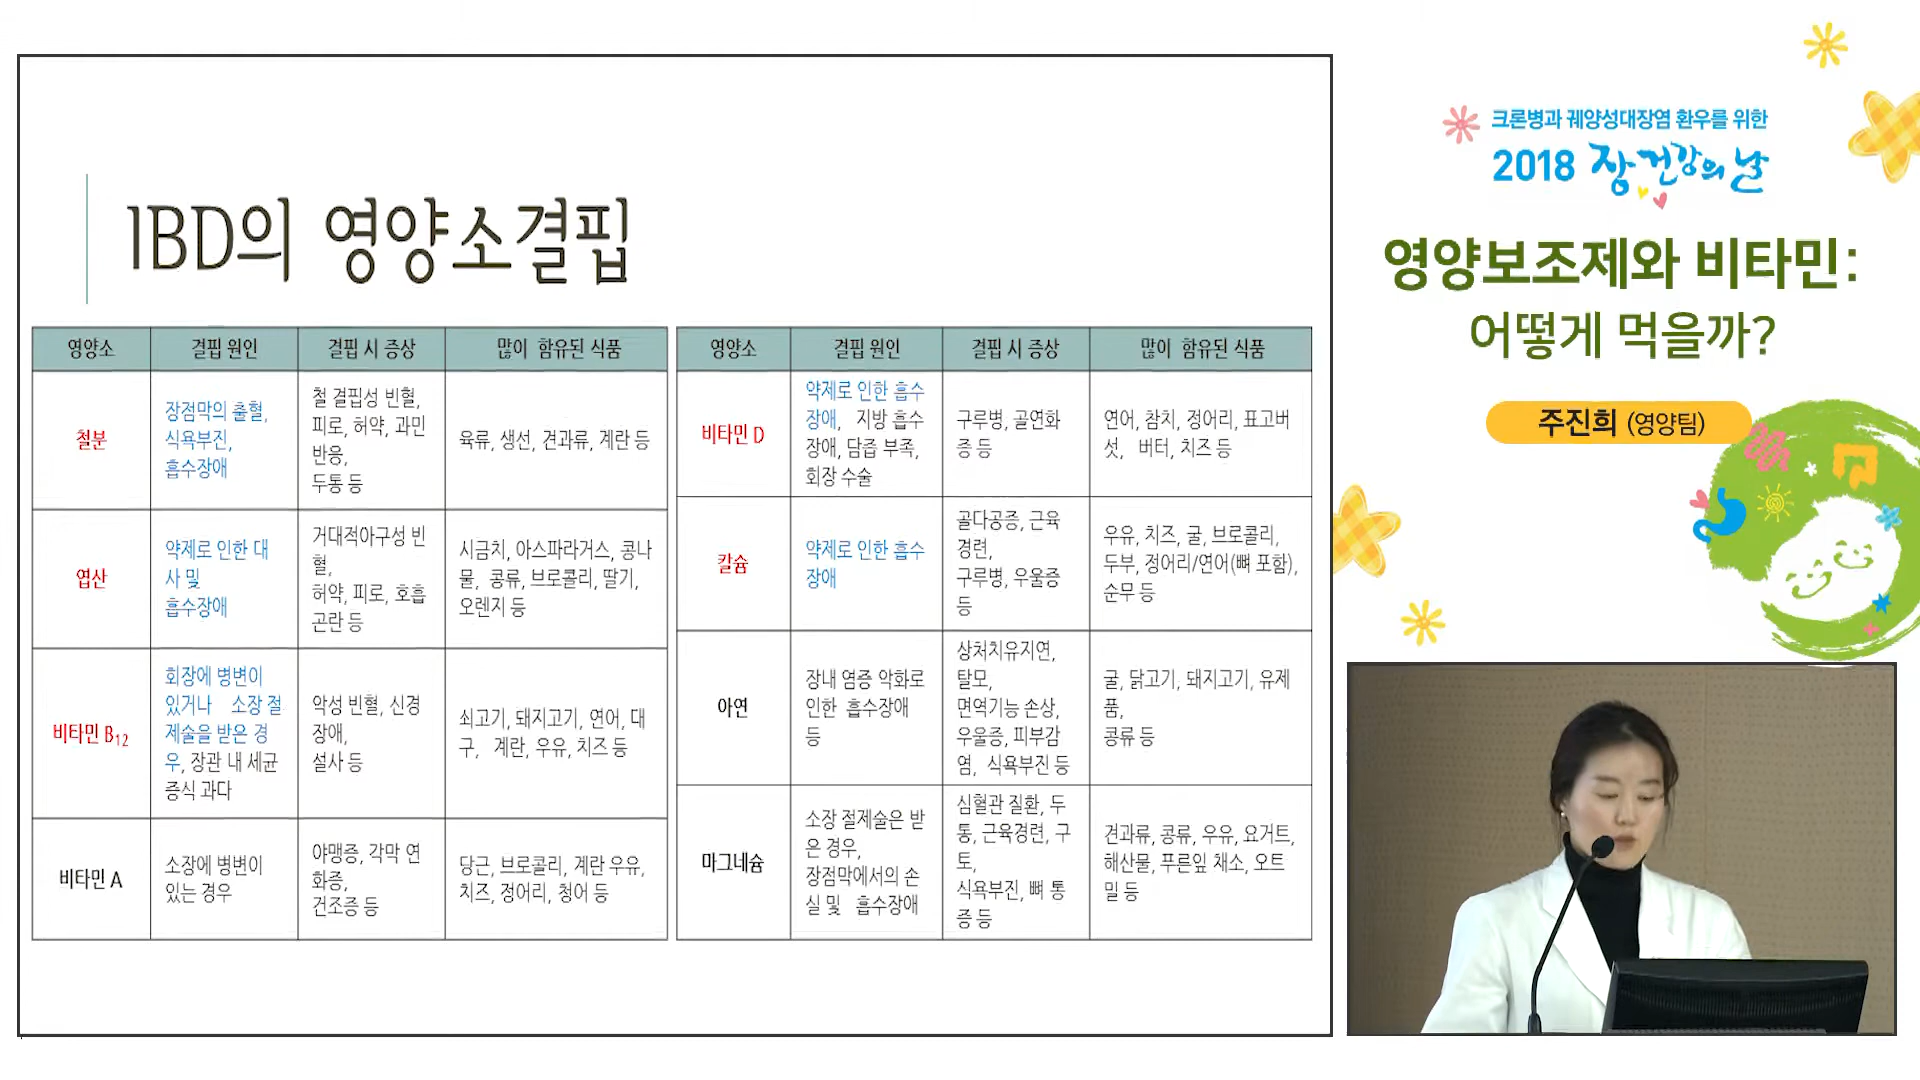 IBD의 영양소결핍
영양소 결핍 원인 결핍 시 증상 많이 함유된 식품
철분
장점막의 출혈,
식욕부진,
흡수장애
철 결핍성 빈혈,
피로, 허약, 과민
반응,
두통 등
육류, 생선, 견과류, 계란 등
엽산
약제로 인한 대
사 및
흡수장애
거대적아구성 빈
혈,
허약, 피로, 호흡
곤란 등
시금치, 아스파라거스, 콩나
물, 콩류, 브로콜리, 딸기,
오렌지 등
비타민 B12
회장에 병변이
있거나 소장 절
제술을 받은 경
우, 장관 내 세균
증식 과다
악성 빈혈, 신경
장애,
설사 등
쇠고기, 돼지고기, 연어, 대
구, 계란, 우유, 치즈 등
비타민 A
소장에 병변이
있는 경우
야맹증, 각막 연
화증,
건조증 등
당근, 브로콜리, 계란 우유,
치즈, 정어리, 청어 등
영양소 결핍 원인 결핍 시 증상 많이 함유된 식품
비타민 D
약제로 인한 흡수
장애, 지방 흡수
장애, 담즙 부족,
회장 수술
구루병, 골연화
증 등
연어, 참치, 정어리, 표고버
섯, 버터, 치즈 등
칼슘
약제로 인한 흡수
장애
골다공증, 근육
경련,
구루병, 우울증
등
우유, 치즈, 굴, 브로콜리,
두부, 정어리/연어(뼈 포함),
순무 등
아연
장내 염증 악화로
인한 흡수장애
등
상처치유지연,
탈모,
면역기능 손상,
우울증, 피부감
염, 식욕부진 등
굴, 닭고기, 돼지고기, 유제
품,
콩류 등
마그네슘
소장 절제술은 받
은 경우,
장점막에서의 손
실 및 흡수장애
심혈관 질환, 두
통, 근육경련, 구
토,
식욕부진, 뼈 통
증 등
견과류, 콩류, 우유, 요거트,
해산물, 푸른잎 채소, 오트
밀 등
크론병과 궤양성대장염 환우를 위한
2018 장건강의 날
영양보조제와 비타민:
어떻게 먹을까?
주진희 (영양팀)